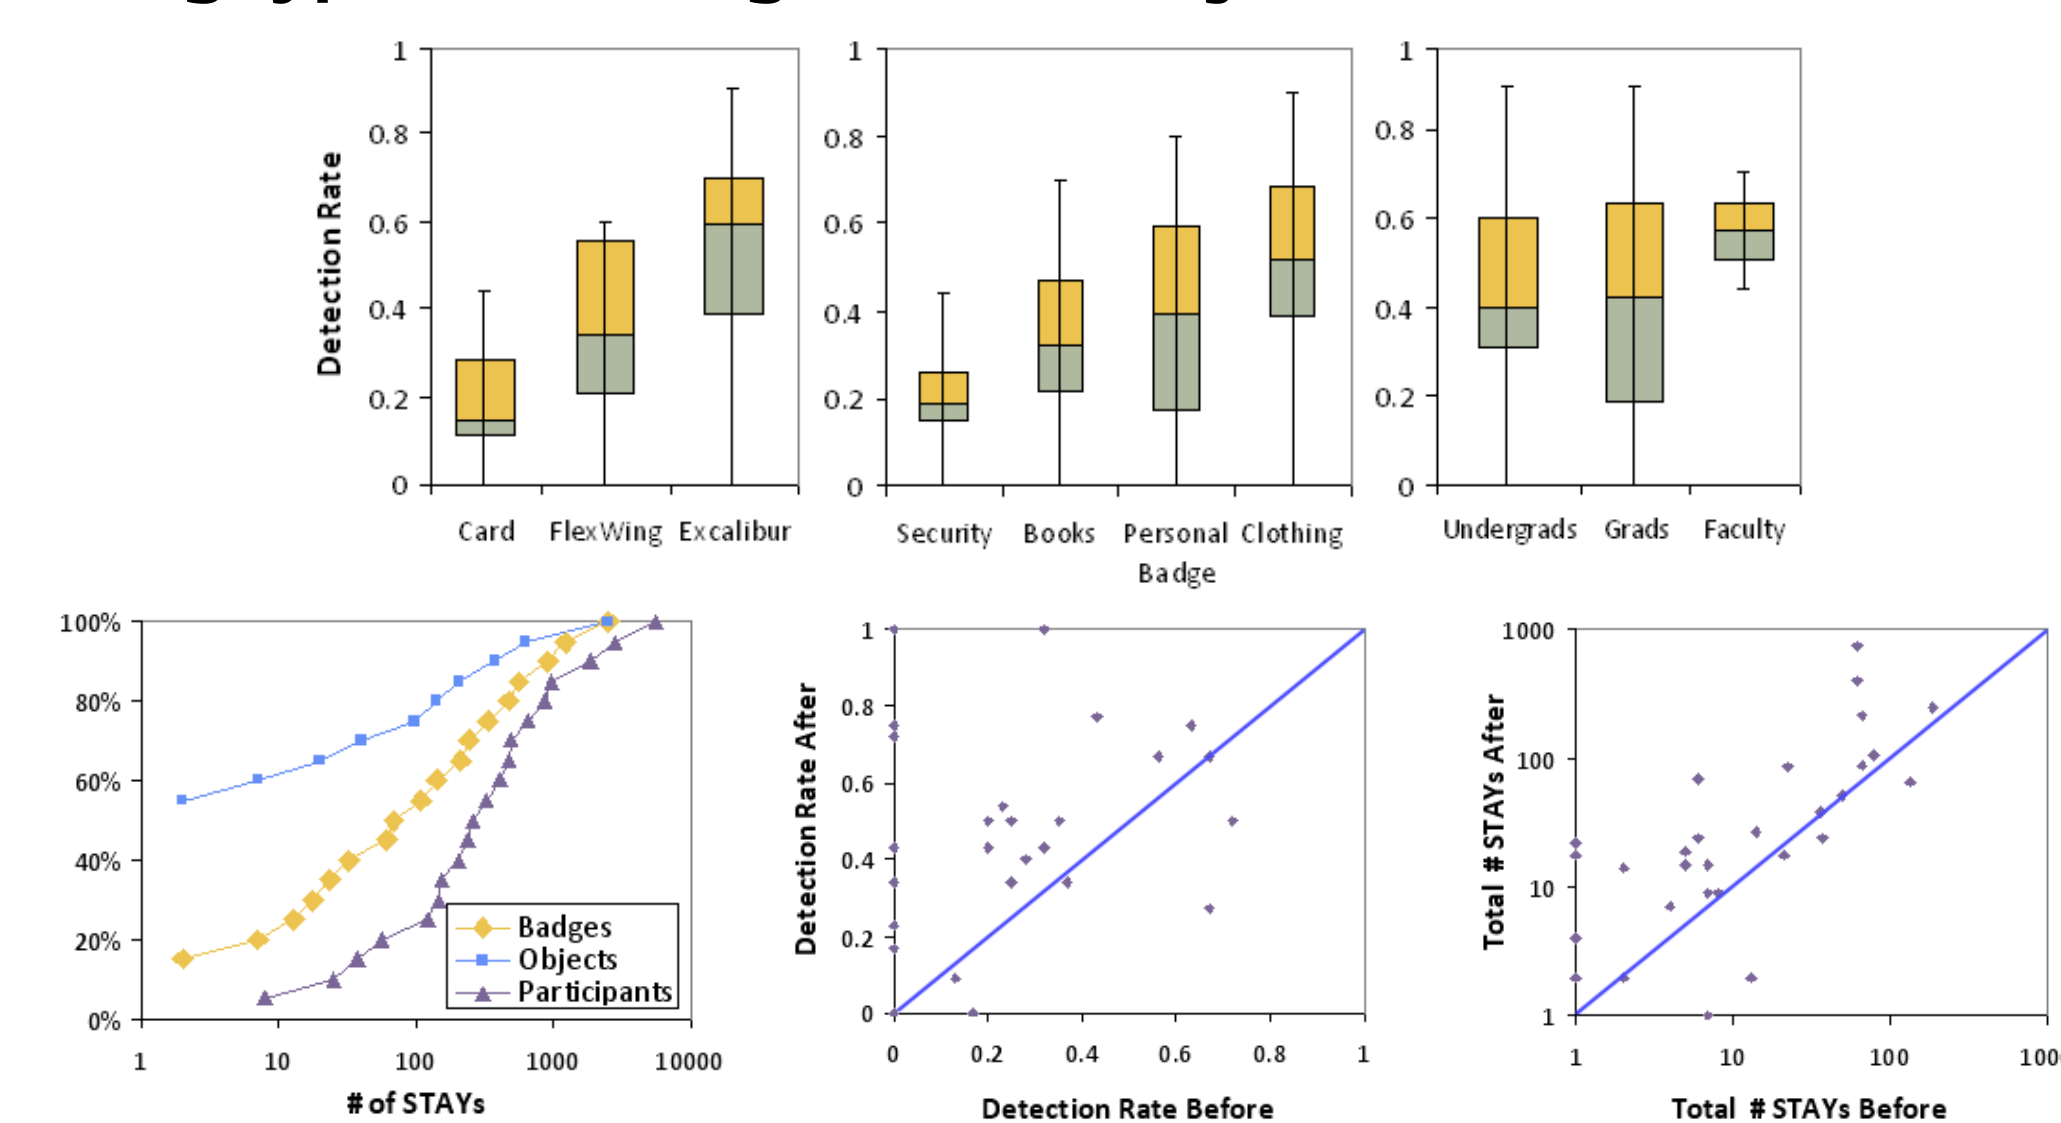 1
0.8
0.6
0.4
0.2
0
Detection Rate
Card FlexWing Excalibur
1
0.8
0.6
0.4
0.2
0
Security Books Personal Clothing
Badge
1
0.8
0.6
0.4
0.2
0
Undergrads Grads Faculty
100%
80%
60%
40%
20%
0%
Badges
Objects
Participants
1 10 100 1000 10000
# of STAYs
1
0.8
0.6
0.4
0.2
0
Detection Rate After
0 0.2 0.4 0.6 0.8 1
Detection Rate Before
1000
100
10
1
Total # STAYs After
1 10 100 100
Total # STAYs Before